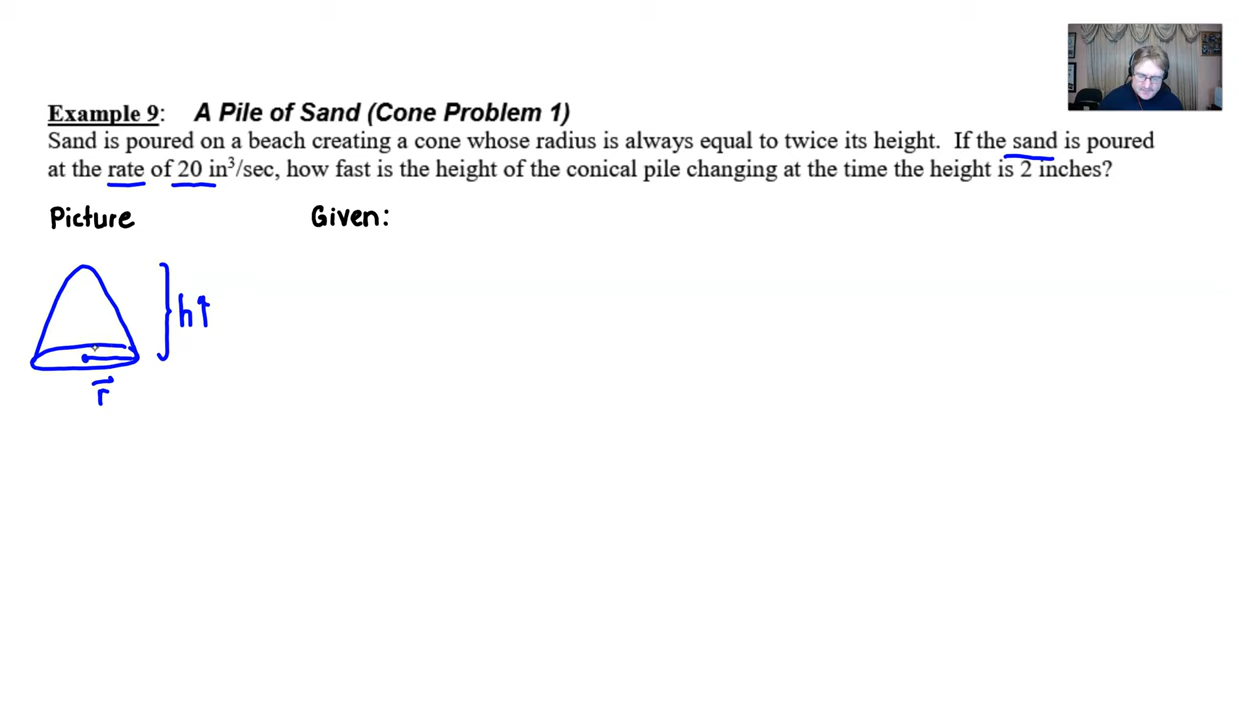 Example 9: A Pile of Sand (Cone Problem 1)
Sand is poured on a beach creating a cone whose radius is always equal to twice its height. If the sand is poured
at the rate of 20 in³/sec, how fast is the height of the conical pile changing at the time the height is 2 inches?
Picture Given:
h↑
r